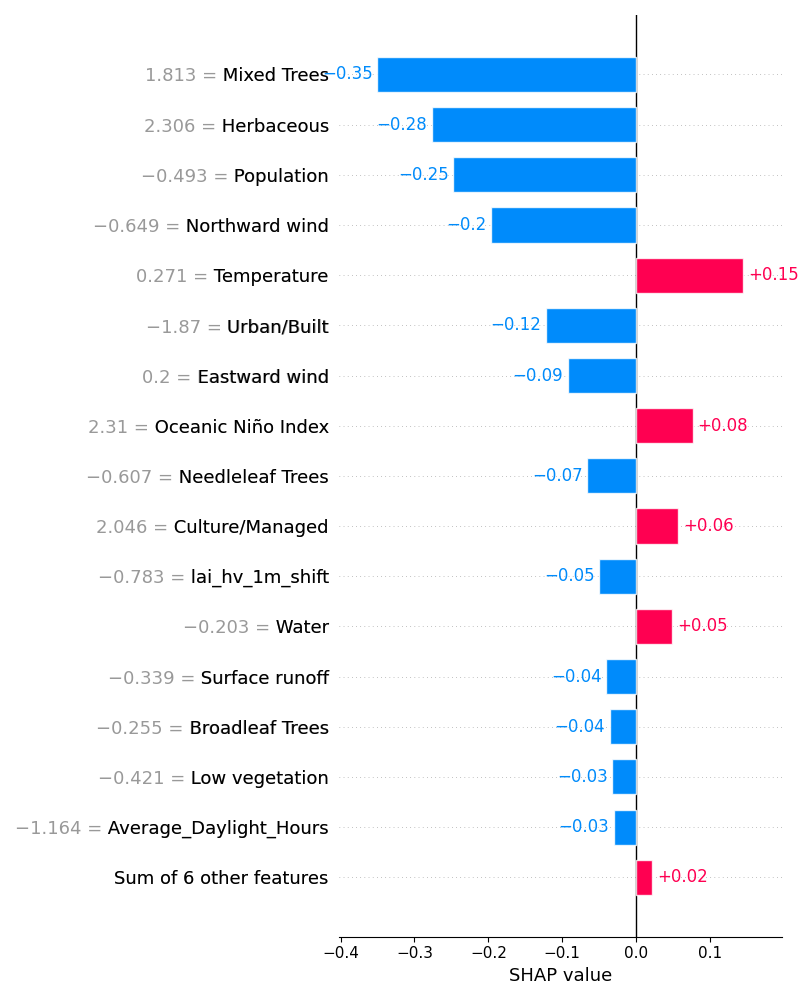 1.813 = Mixed Trees −0.35
2.306 = Herbaceous −0.28
−0.493 = Population −0.25
−0.649 = Northward wind −0.2
0.271 = Temperature +0.15
−1.87 = Urban/Built −0.12
0.2 = Eastward wind −0.09
2.31 = Oceanic Niño Index +0.08
−0.607 = Needleleaf Trees −0.07
2.046 = Culture/Managed +0.06
−0.783 = lai_hv_1m_shift −0.05
−0.203 = Water +0.05
−0.339 = Surface runoff −0.04
−0.255 = Broadleaf Trees −0.04
−0.421 = Low vegetation −0.03
−1.164 = Average_Daylight_Hours −0.03
Sum of 6 other features +0.02
−0.4 −0.3 −0.2 −0.1 0.0 0.1
SHAP value